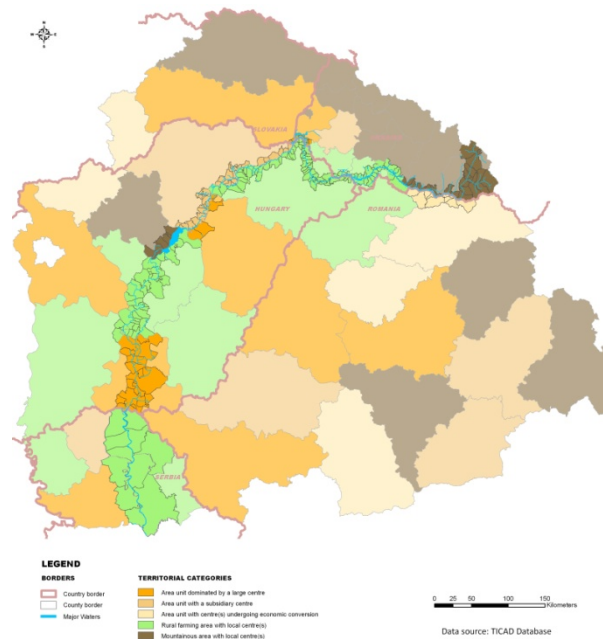 N
W E
S
SLOVAKIA
HUNGARY
ROMANIA
LEGEND
BORDERS
Country border
County border
Major Waters
TERRITORIAL CATEGORIES
Area unit dominated by a large centre
Area unit with a subsidiary centre
Area unit with centre(s) undergoing economic conversion
Rural farming area with local centre(s)
Mountainous area with local centre(s)
0 25 50 100 150
Kilometers
Data source: TICAD Database